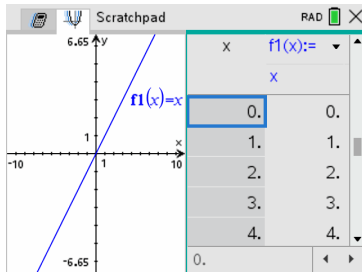 Scratchpad RAD
6.65 y
f1(x)=x
1
x
-10 1 10
-6.65
x f1(x):=
x
0. 0.
1. 1.
2. 2.
3. 3.
4. 4.
0.